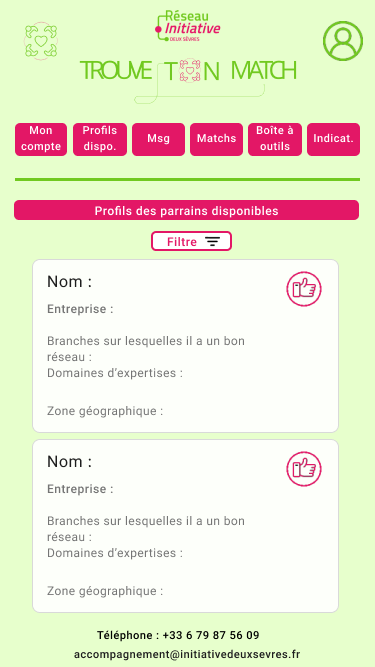 Réseau
Initiative
DEUX SÈVRES
TROUVE T N MATCH
Mon compte
Profils dispo.
Msg
Matchs
Boîte à outils
Indicat.
Profils des parrains disponibles
Filtre
Nom :
Entreprise :
Branches sur lesquelles il a un bon
réseau :
Domaines d'expertises :
Zone géographique :
Nom :
Entreprise :
Branches sur lesquelles il a un bon
réseau :
Domaines d'expertises :
Zone géographique :
Téléphone : +33 6 79 87 56 09
accompagnement@initiativedeuxsevres.fr